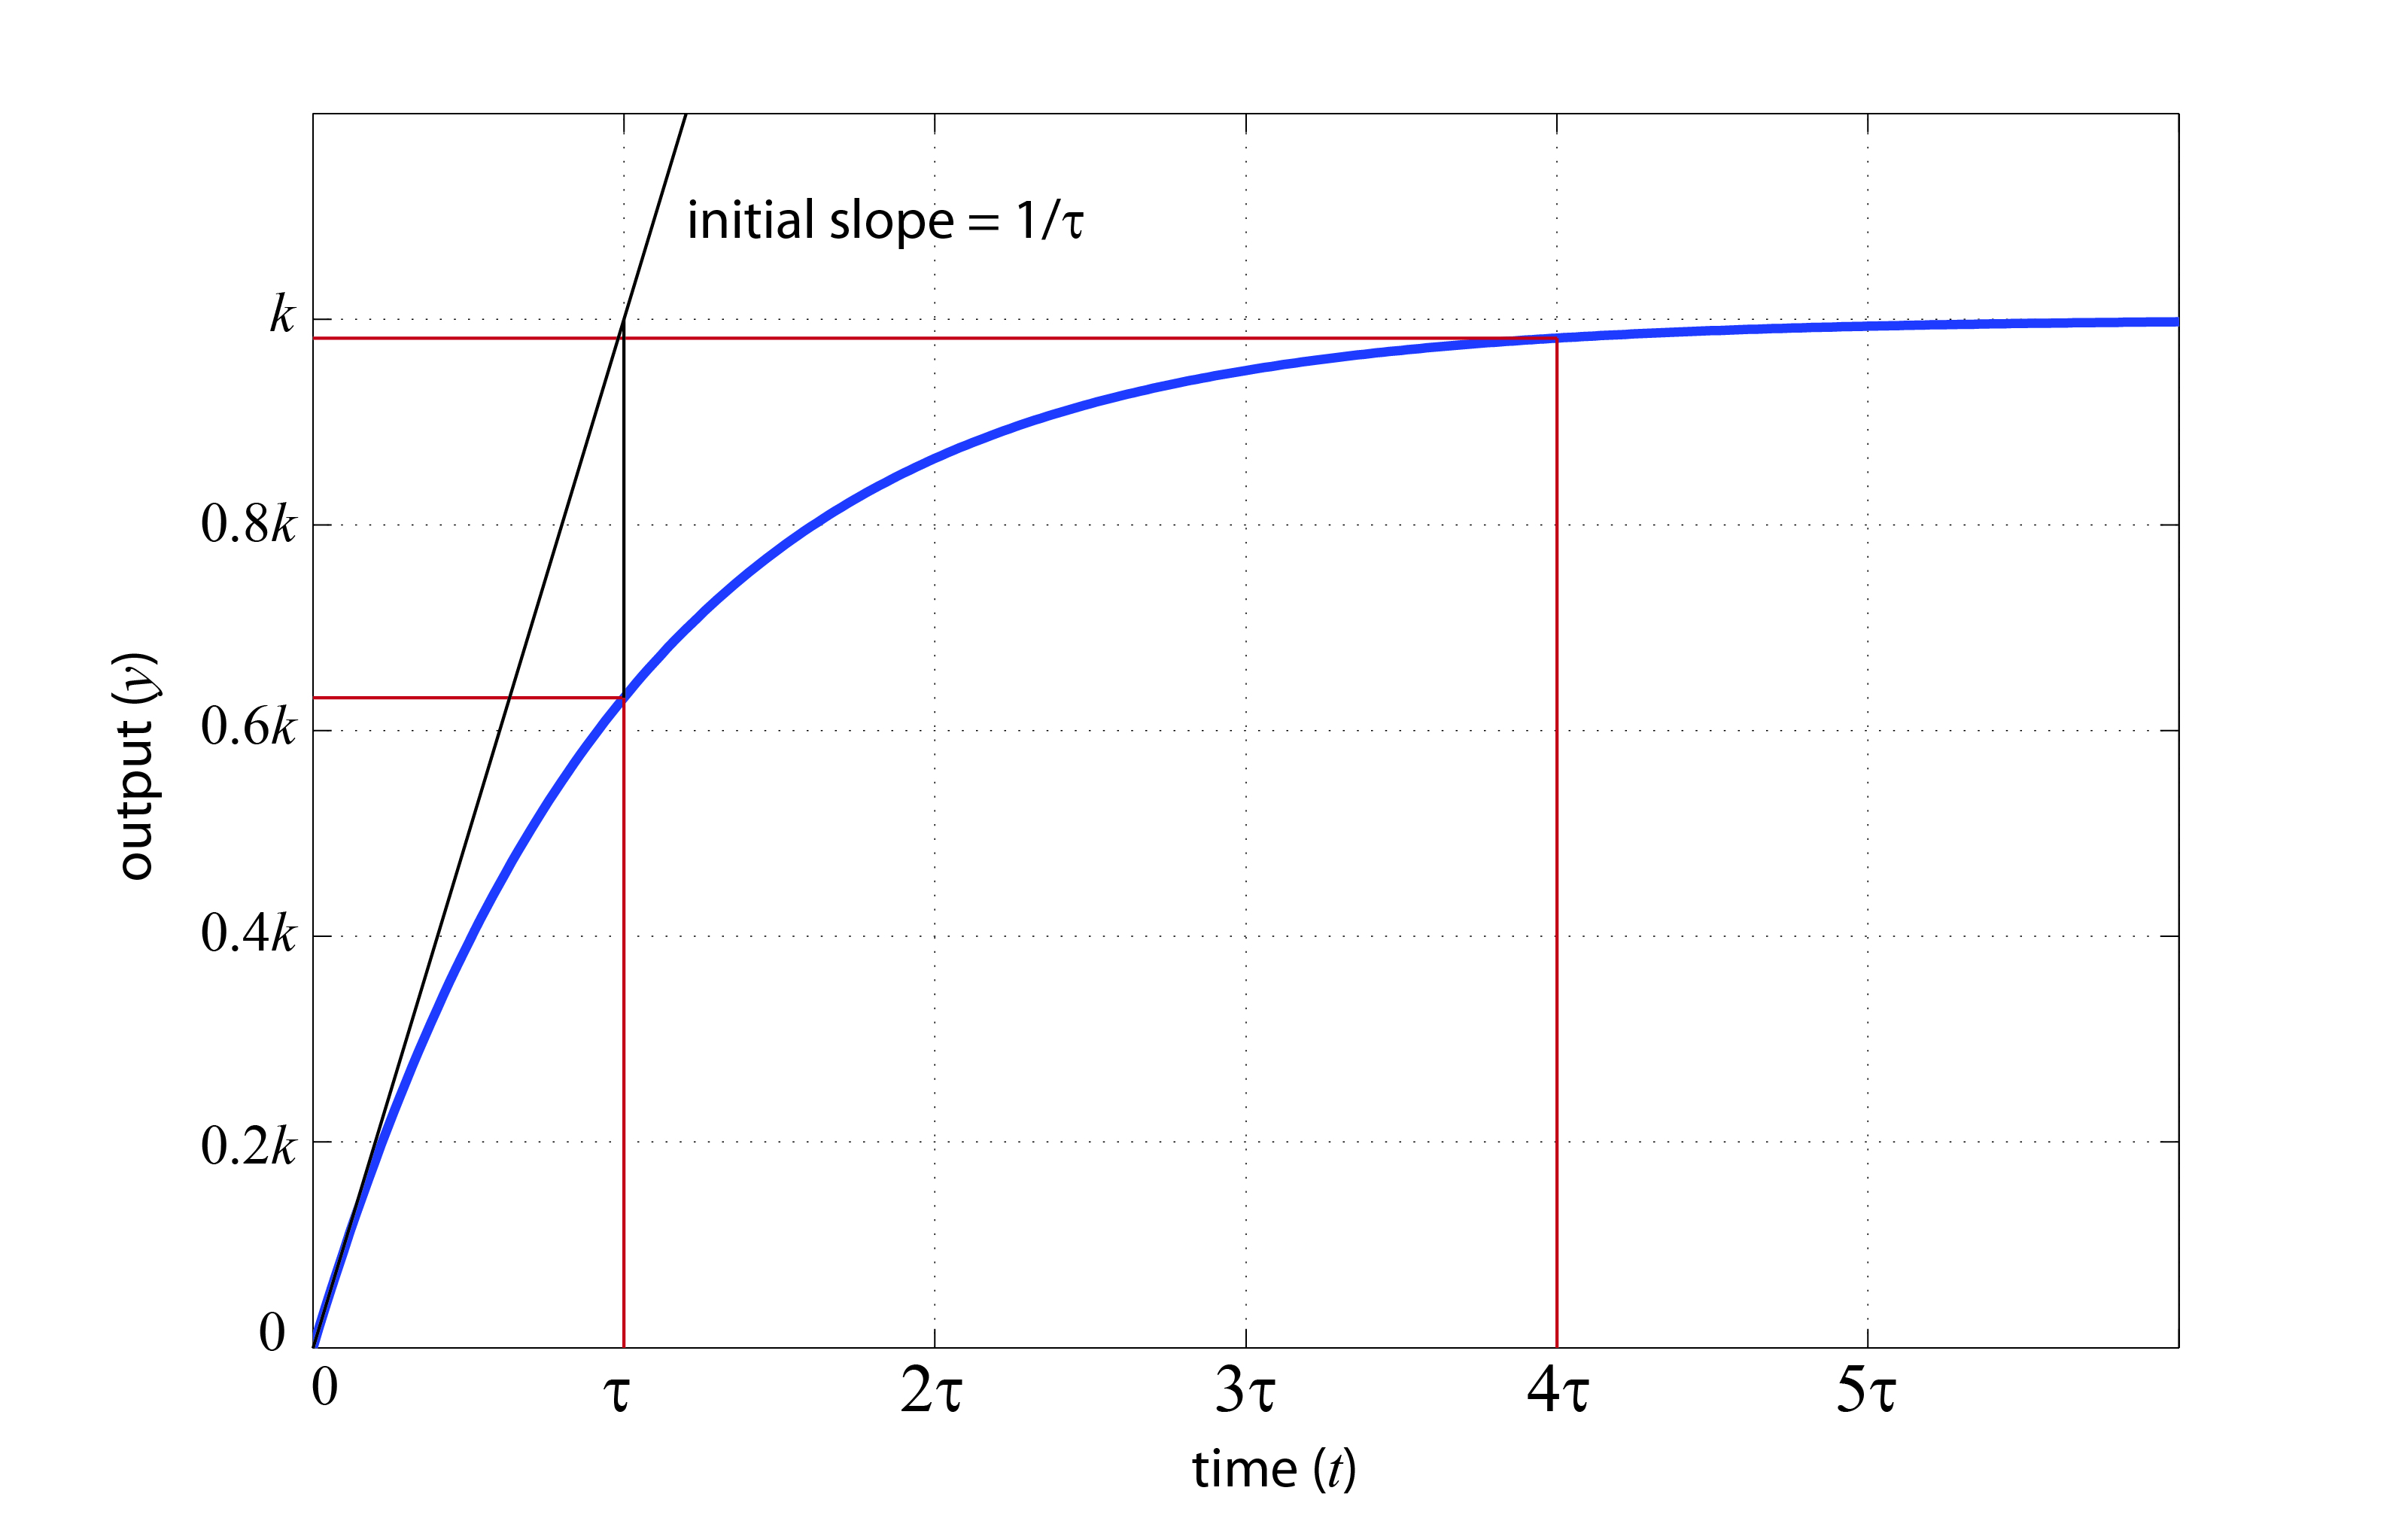 initial slope = 1/τ
k
0.8k
0.6k
0.4k
0.2k
0
output (y)
0 τ 2τ 3τ 4τ 5τ
time (t)